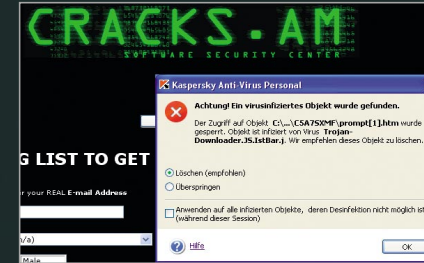 CRACKS.AM
SOFTWARE SECURITY CENTER
Kaspersky Anti-Virus Personal
Achtung! Ein virusinfiziertes Objekt wurde gefunden.
Der Zugriff auf Objekt C:\...\C5A7SXMF\prompt[1].htm wurde
gesperrt. Objekt ist infiziert von Virus Trojan-
Downloader.JS.IstBar.j. Wir empfehlen dieses Objekt zu löschen.
G LIST TO GET
Löschen (empfohlen)
Überspringen
r your REAL E-mail Address
Anwenden auf alle infizierten Objekte, deren Desinfektion nicht möglich ist
(während dieser Session)
/a)
Hilfe
OK
Male